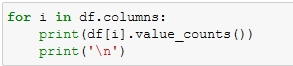 for i in df.columns:
    print(df[i].value_counts())
    print('\n')